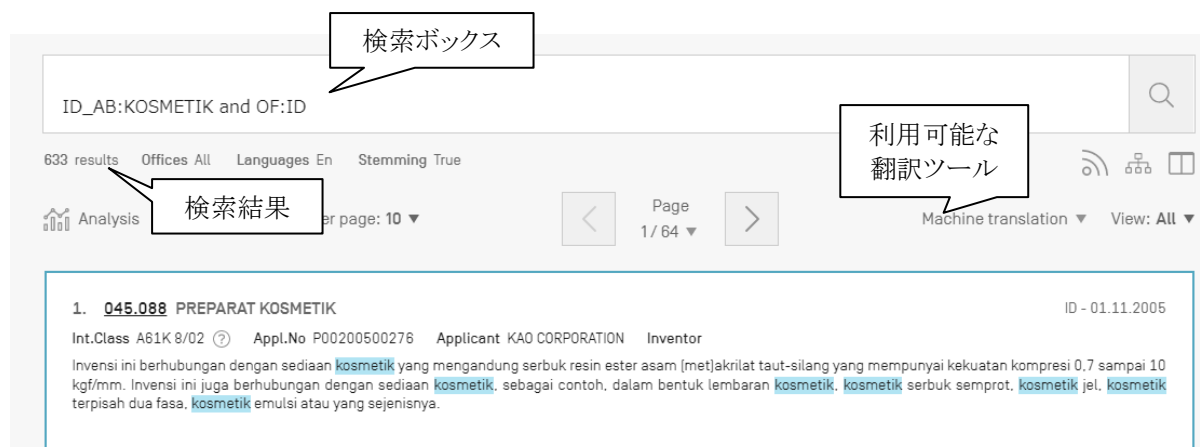 検索ボックス
ID_AB:KOSMETIK and OF:ID
利用可能な
翻訳ツール
633 results Offices All Languages En Stemming True
検索結果
Analysis
er page: 10 ▼
Page
1 / 64 ▼
Machine translation ▼ View: All ▼
1. 045.088 PREPARAT KOSMETIK ID - 01.11.2005
Int.Class A61K 8/02 ? Appl.No P00200500276 Applicant KAO CORPORATION Inventor
Invensi ini berhubungan dengan sediaan kosmetik yang mengandung serbuk resin ester asam (met)akrilat taut-silang yang mempunyai kekuatan kompresi 0,7 sampai 10
kgf/mm. Invensi ini juga berhubungan dengan sediaan kosmetik, sebagai contoh, dalam bentuk lembaran kosmetik, kosmetik serbuk semprot, kosmetik jel, kosmetik
terpisah dua fasa, kosmetik emulsi atau yang sejenisnya.